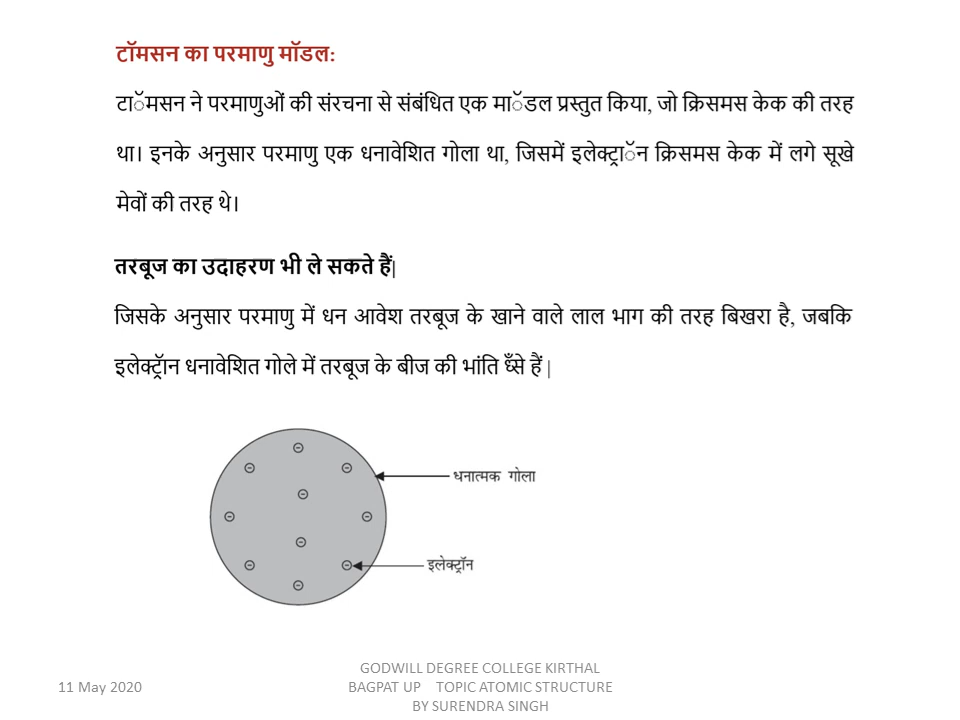 टॉमसन का परमाणु मॉडल:
टाॅमसन ने परमाणुओं की संरचना से संबंधित एक माॅडल प्रस्तुत किया, जो क्रिसमस केक की तरह
था। इनके अनुसार परमाणु एक धनावेशित गोला था, जिसमें इलेक्ट्राॅन क्रिसमस केक में लगे सूखे
मेवों की तरह थे।
तरबूज का उदाहरण भी ले सकते हैं|
जिसके अनुसार परमाणु में धन आवेश तरबूज के खाने वाले लाल भाग की तरह बिखरा है, जबकि
इलेक्ट्रॅान धनावेशित गोले में तरबूज के बीज की भांति धँसे हैं |
धनात्मक गोला
इलेक्ट्रॉन
11 May 2020
GODWILL DEGREE COLLEGE KIRTHAL
BAGPAT UP TOPIC ATOMIC STRUCTURE
BY SURENDRA SINGH